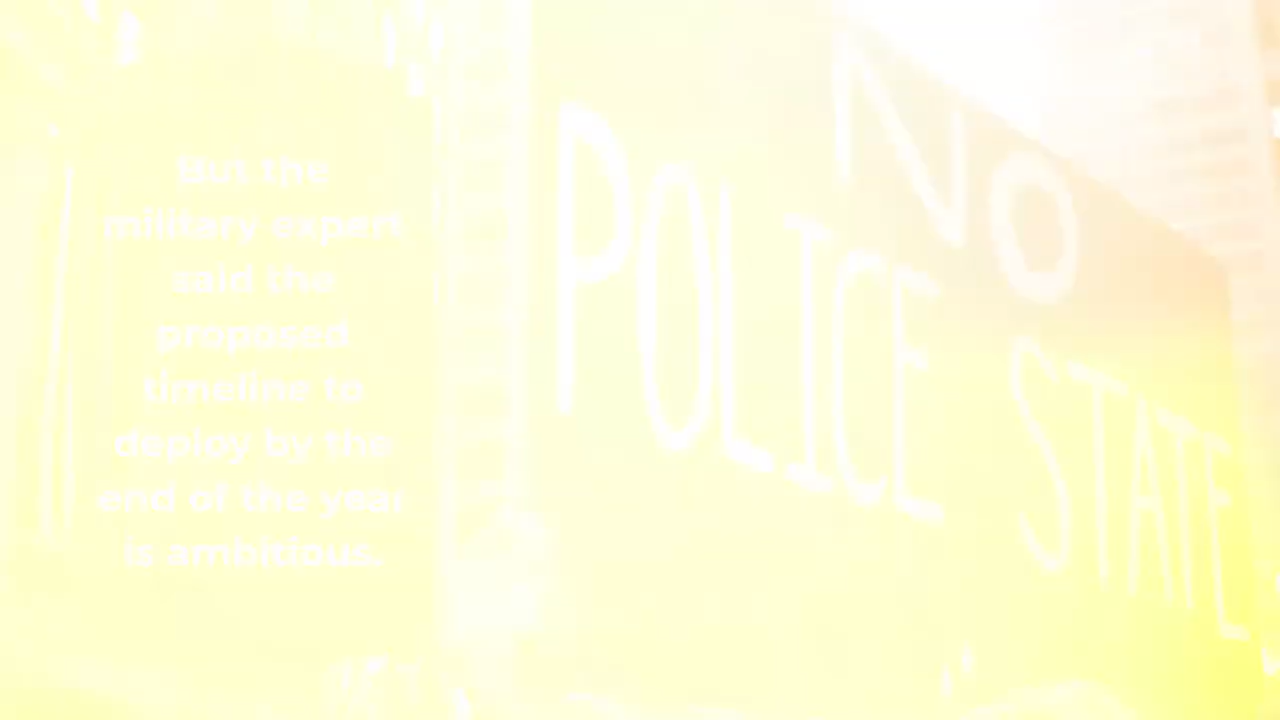 But the
military expert
said the
proposed
timeline to
deploy by the
end of the year
is ambitious.
NO
POLICE
STATE